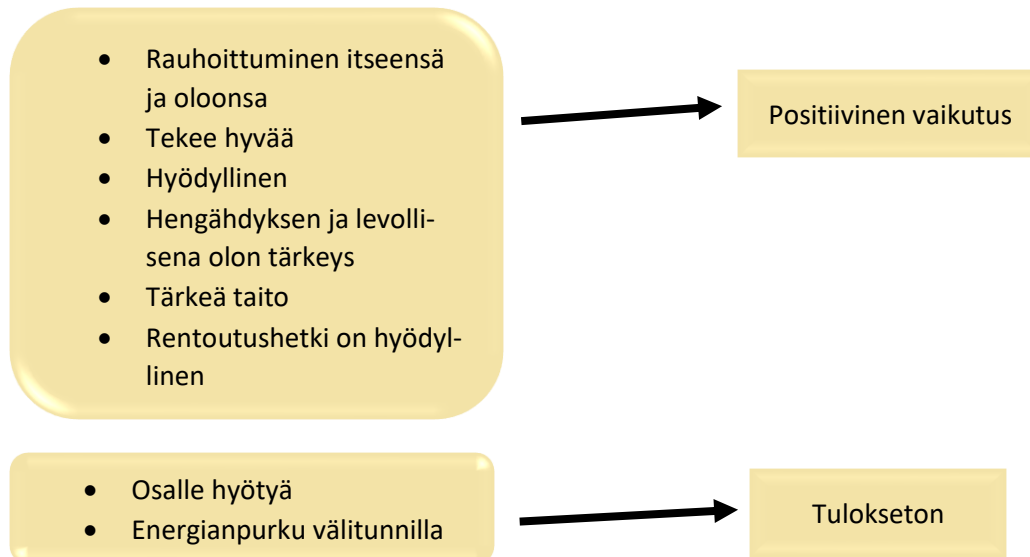 • Rauhoittuminen itseensä
ja oloonsa
• Tekee hyvää
• Hyödyllinen
• Hengähdyksen ja levolli-
sena olon tärkeys
• Tärkeä taito
• Rentoutushetki on hyödyl-
linen
Positiivinen vaikutus
• Osalle hyötyä
• Energianpurku välitunnilla
Tulokseton